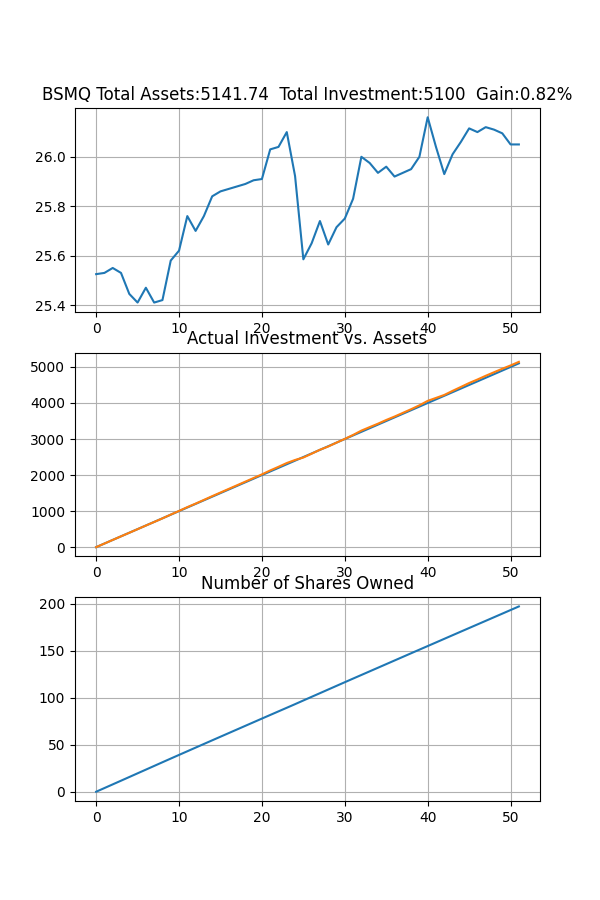 BSMQ Total Assets:5141.74  Total Investment:5100  Gain:0.82%
26.0
25.8
25.6
25.4
0 10 20 30 40 50
Actual Investment vs. Assets
5000
4000
3000
2000
1000
0
0 10 20 30 40 50
Number of Shares Owned
200
150
100
50
0
0 10 20 30 40 50